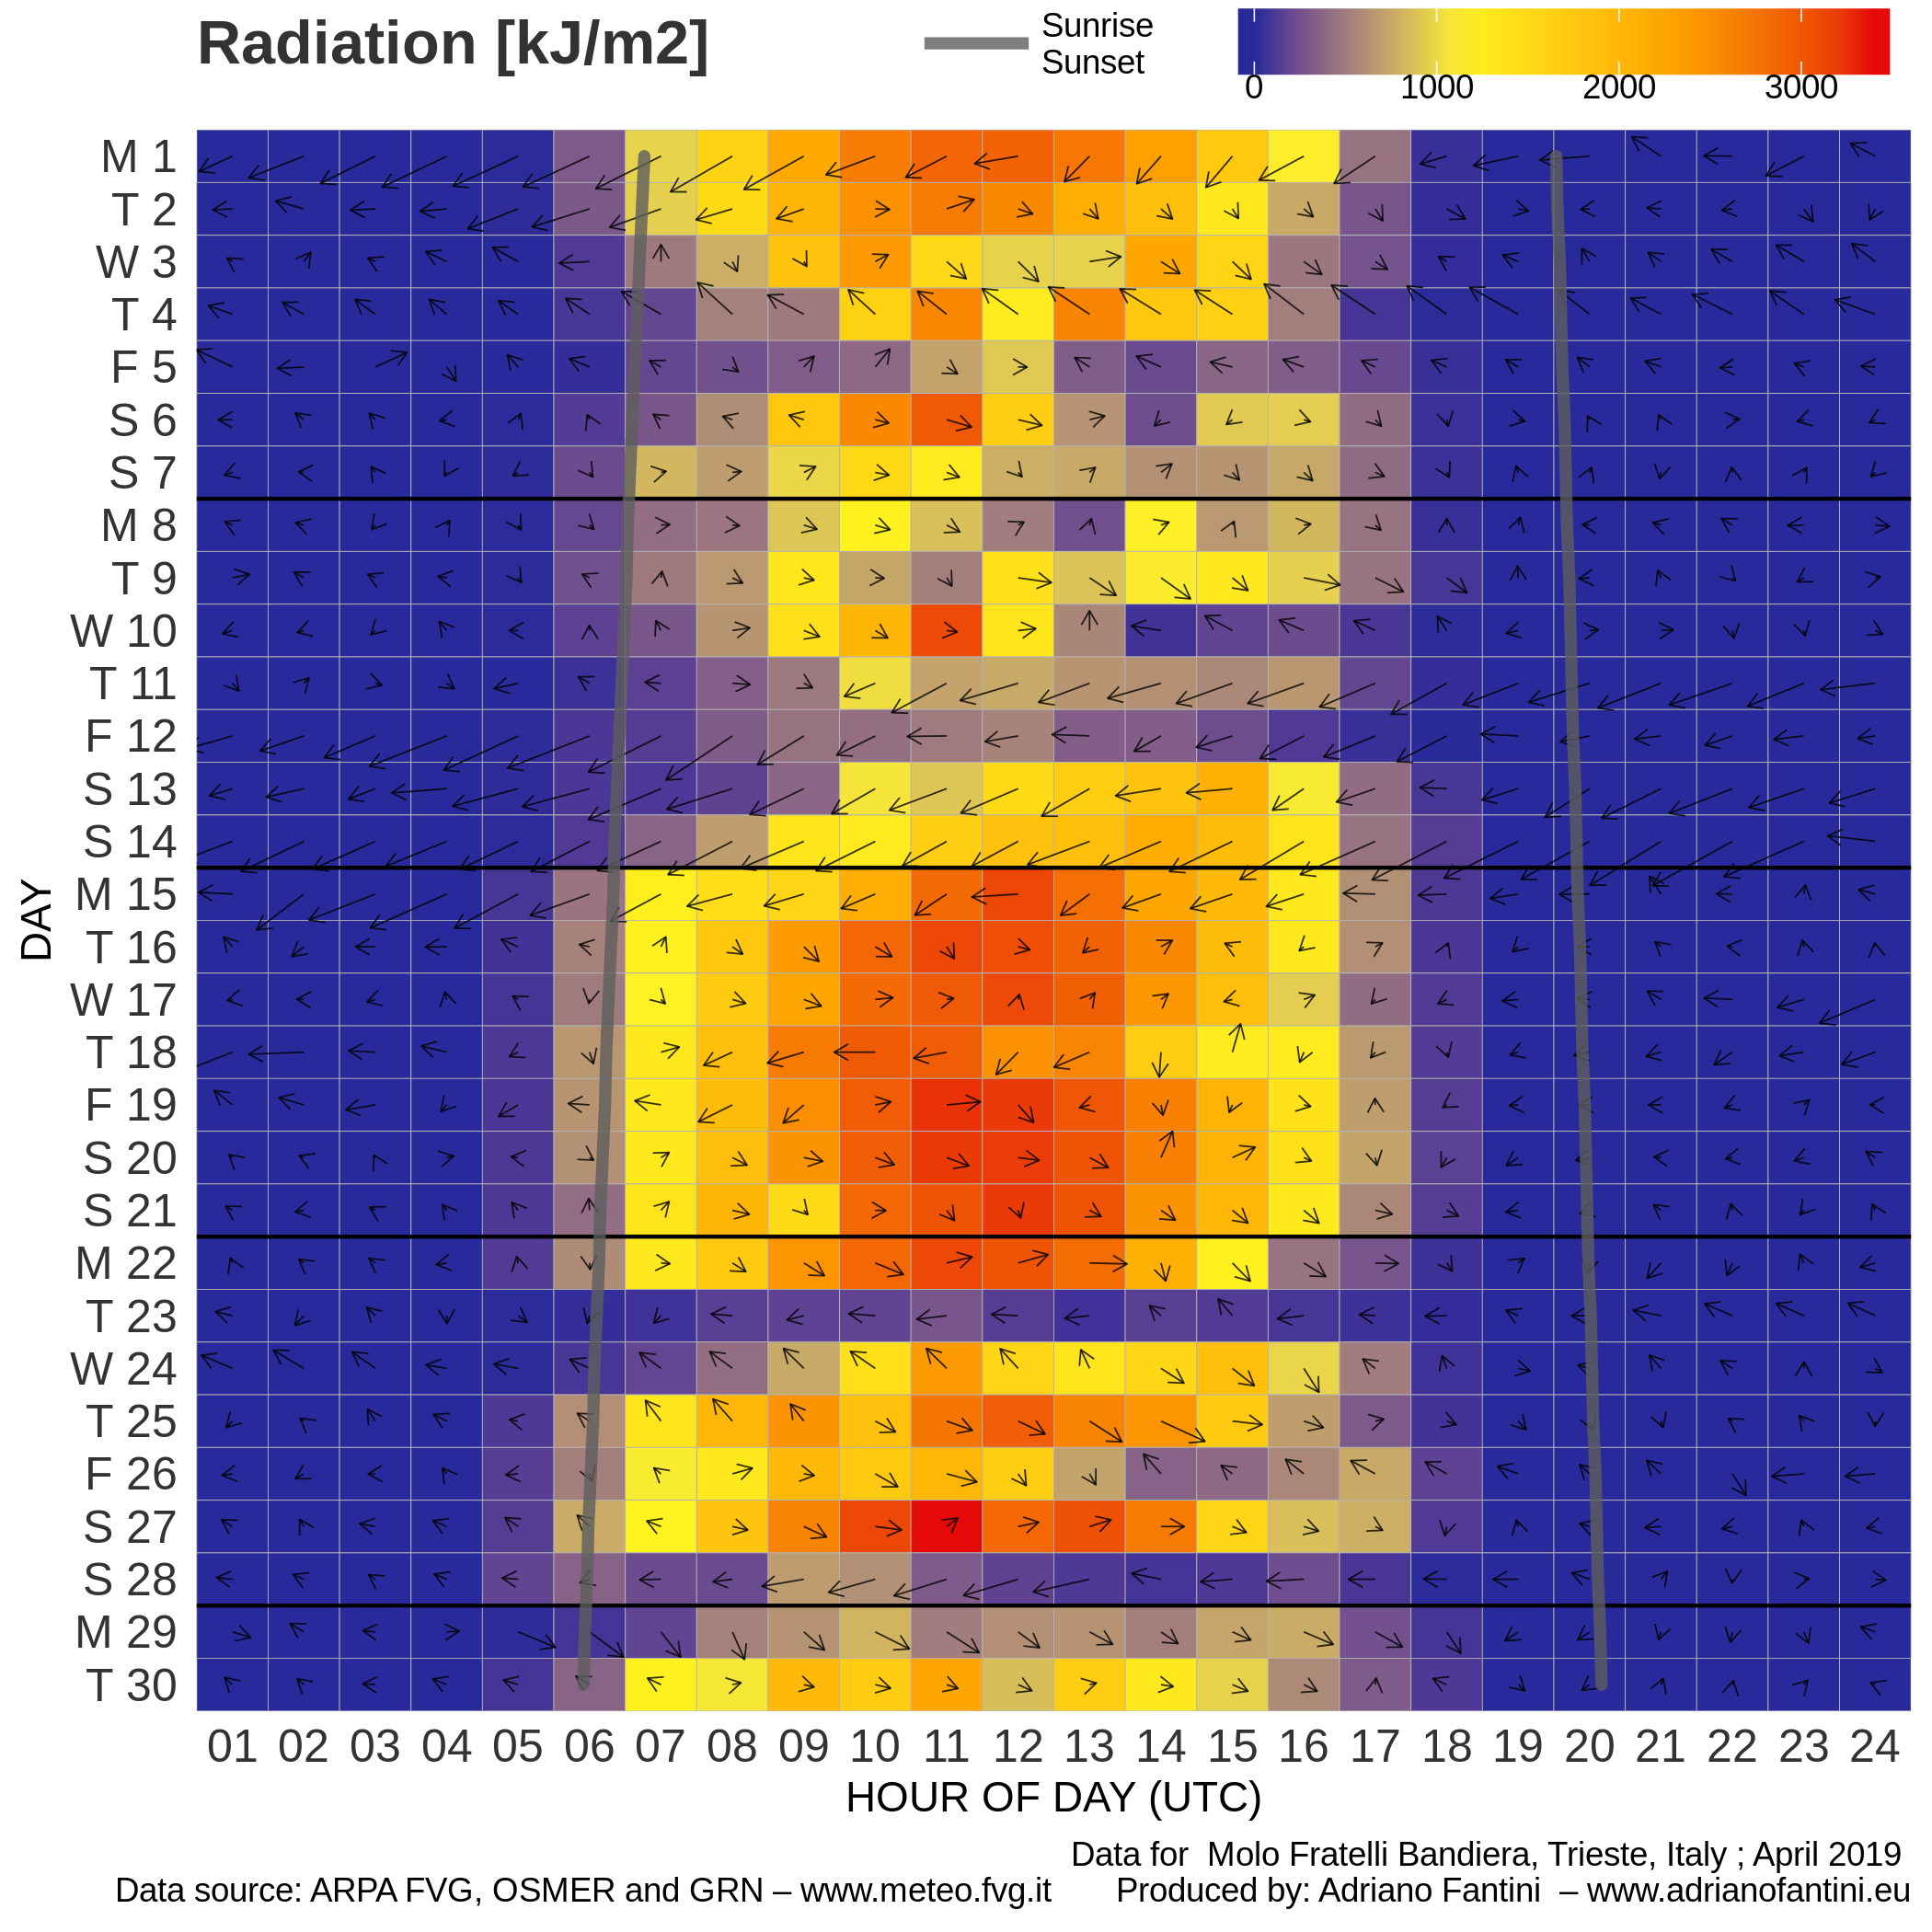 Radiation [kJ/m2]
Sunrise
Sunset
0 1000 2000 3000
M 1
T 2
W 3
T 4
F 5
S 6
S 7
M 8
T 9
W 10
T 11
F 12
S 13
S 14
M 15
T 16
W 17
T 18
F 19
S 20
S 21
M 22
T 23
W 24
T 25
F 26
S 27
S 28
M 29
T 30
DAY
01 02 03 04 05 06 07 08 09 10 11 12 13 14 15 16 17 18 19 20 21 22 23 24
HOUR OF DAY (UTC)
Data for  Molo Fratelli Bandiera, Trieste, Italy ; April 2019
Data source: ARPA FVG, OSMER and GRN – www.meteo.fvg.it
Produced by: Adriano Fantini  – www.adrianofantini.eu